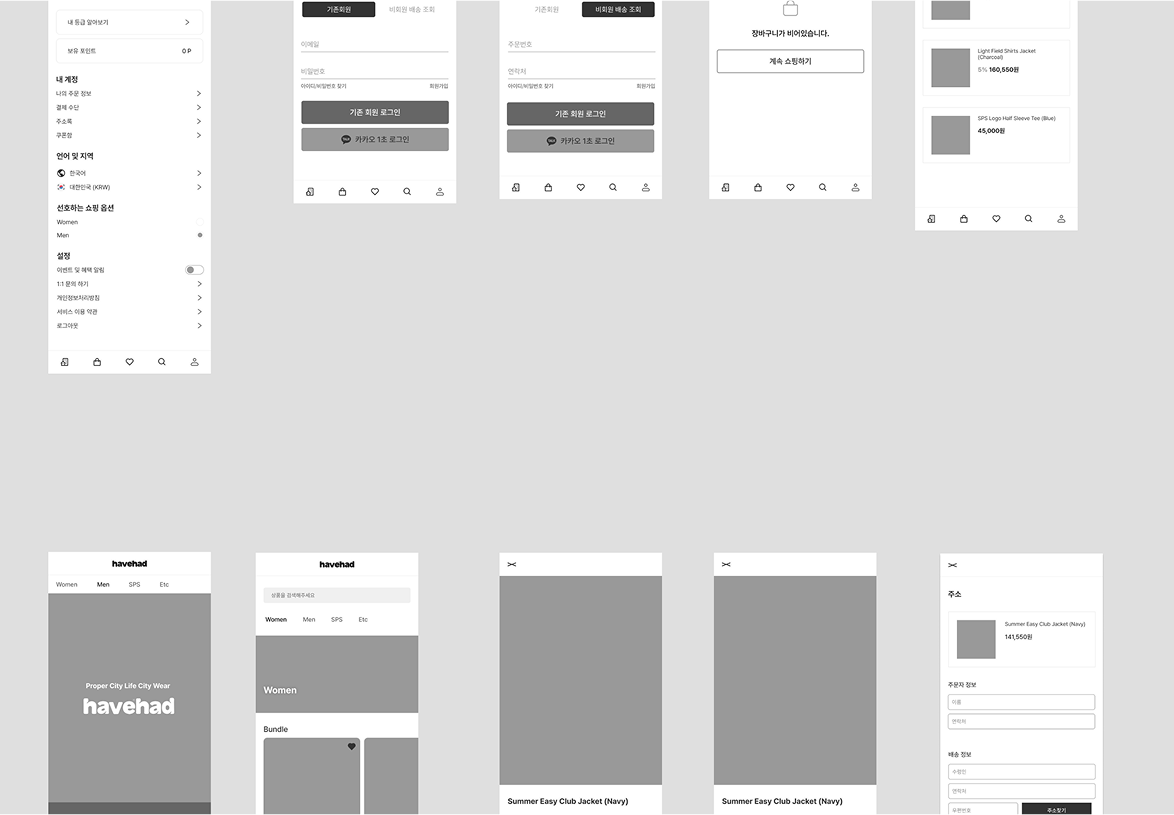 내 등급 알아보기
보유 포인트 0 P
내 계정
나의 주문 정보
결제 수단
주소록
쿠폰함
언어 및 지역
한국어
대한민국 (KRW)
선호하는 쇼핑 옵션
Women
Men
설정
이벤트 및 혜택 알림
1:1 문의 하기
개인정보처리방침
서비스 이용 약관
로그아웃
기존회원 비회원 배송 조회
이메일
비밀번호
아이디/비밀번호 찾기 회원가입
기존 회원 로그인
카카오 1초 로그인
기존회원 비회원 배송 조회
주문번호
연락처
아이디/비밀번호 찾기 회원가입
기존 회원 로그인
카카오 1초 로그인
장바구니가 비어있습니다.
계속 쇼핑하기
Light Field Shirts Jacket
(Charcoal)
5% 160,550원
SPS Logo Half Sleeve Tee (Blue)
45,000원
havehad
Women Men SPS Etc
Proper City Life City Wear
havehad
havehad
상품을 검색해주세요
Women Men SPS Etc
Women
Bundle
Summer Easy Club Jacket (Navy)
Summer Easy Club Jacket (Navy)
주소
Summer Easy Club Jacket (Navy)
141,550원
주문자 정보
이름
연락처
배송 정보
수령인
연락처
우편번호 주소찾기